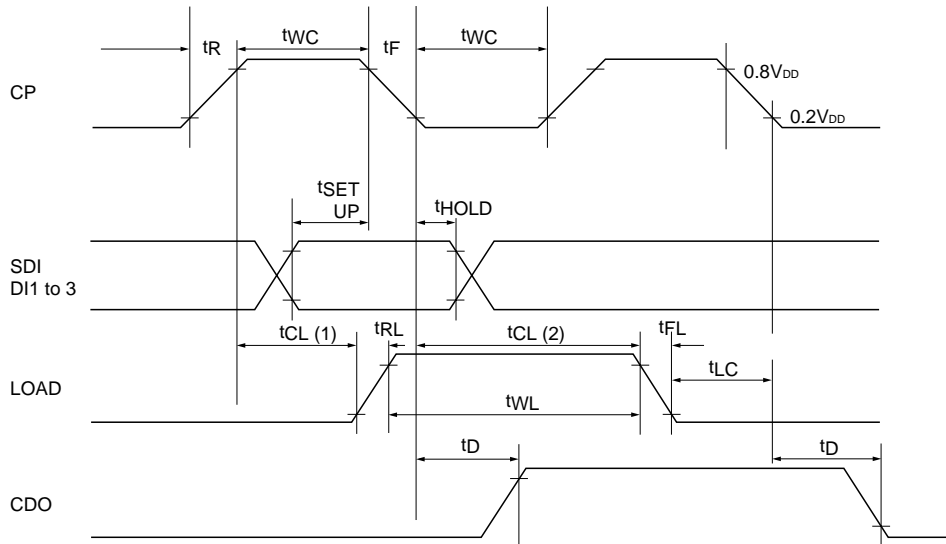 tR tWC tF tWC
CP
0.8VDD
0.2VDD
tSET
UP
tHOLD
SDI
DI1 to 3
tCL (1) tRL tCL (2) tFL
LOAD
tLC
tWL
tD tD
CDO